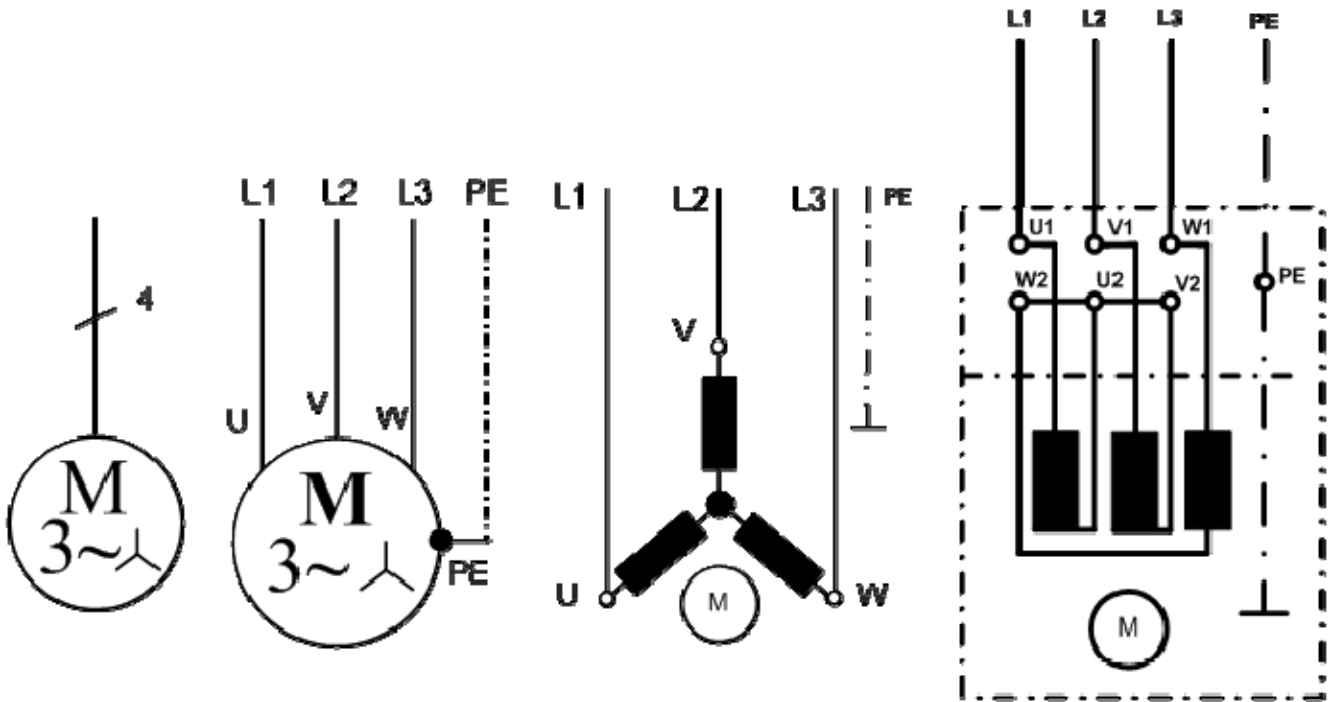 4
M
3~
L1 L2 L3 PE
U V W
M
3~
PE
L1 L2 L3 PE
V
U W
M
L1 L2 L3 PE
U1 V1 W1
W2 U2 V2 PE
M